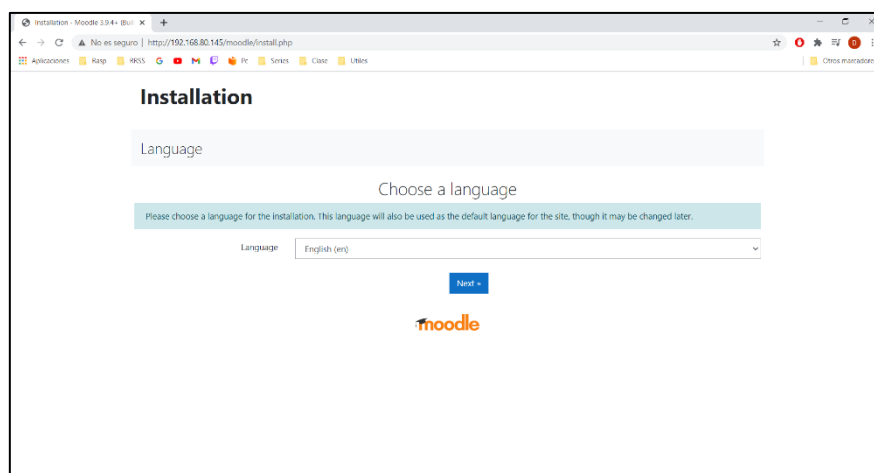 Installation - Moodle 3.9.4+ (Buil
No es seguro | http://192.168.80.145/moodle/install.php
Aplicaciones Rasp RRSS Pc Series Clase Utiles Otros marcadores
Installation
Language
Choose a language
Please choose a language for the installation. This language will also be used as the default language for the site, though it may be changed later.
Language English (en)
Next »
moodle